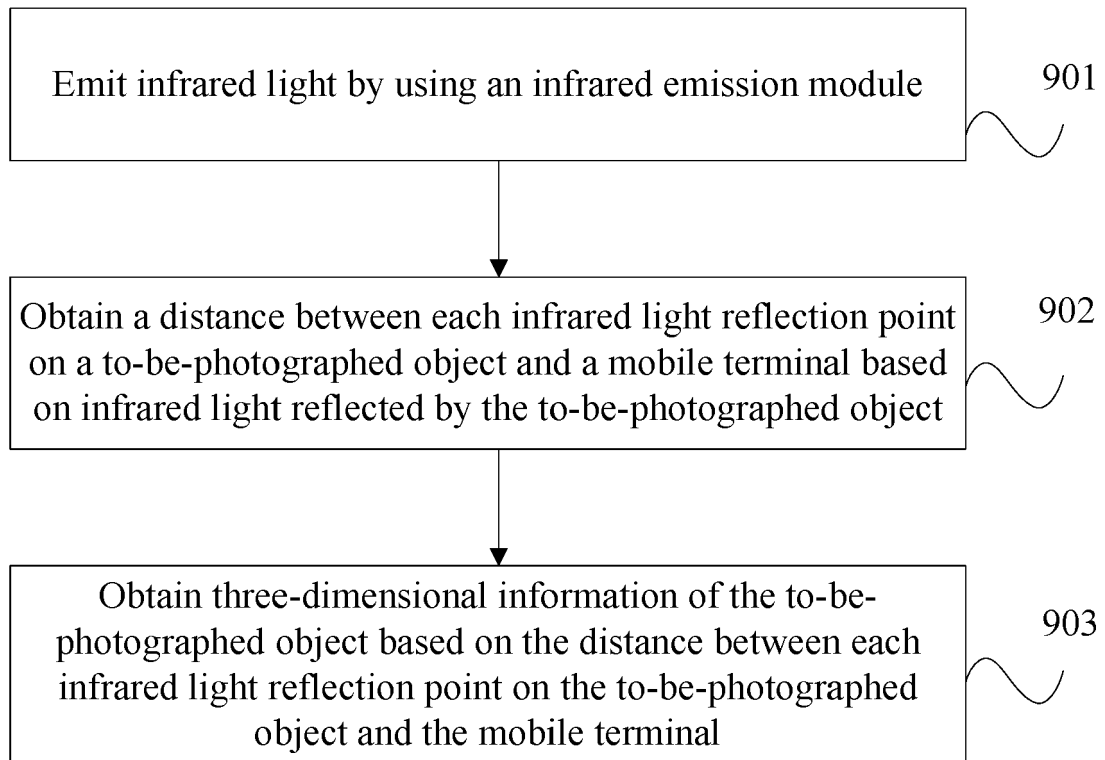 Emit infrared light by using an infrared emission module
901
Obtain a distance between each infrared light reflection point
on a to-be-photographed object and a mobile terminal based
on infrared light reflected by the to-be-photographed object
902
Obtain three-dimensional information of the to-be-
photographed object based on the distance between each
infrared light reflection point on the to-be-photographed
object and the mobile terminal
903